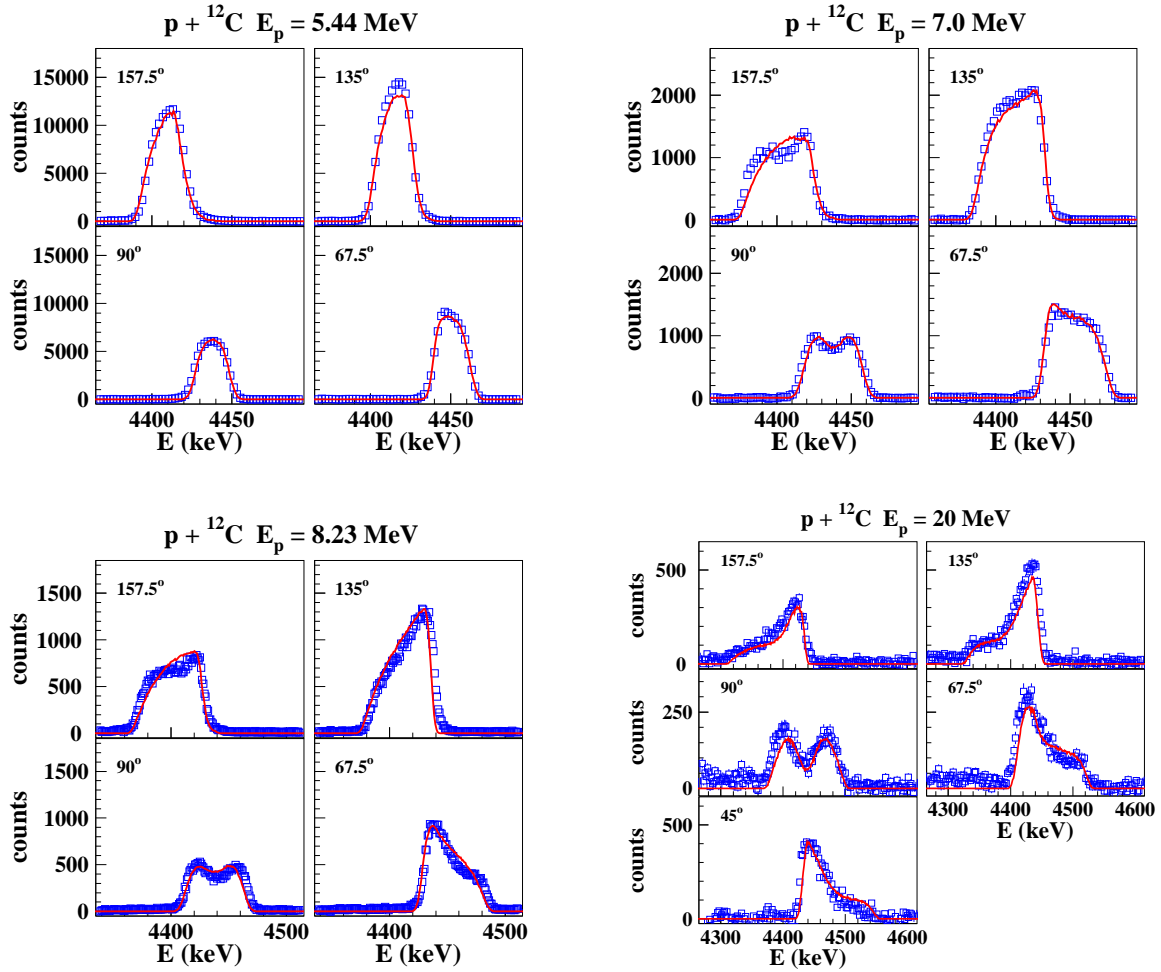 p + ¹²C E_p = 5.44 MeV
157.5°
135°
counts
15000
10000
5000
0
90°
67.5°
counts
15000
10000
5000
0
4400 4450
4400 4450
E (keV)
E (keV)
p + ¹²C E_p = 7.0 MeV
157.5°
135°
counts
2000
1000
0
90°
67.5°
counts
2000
1000
0
4400 4450
4400 4450
E (keV)
E (keV)
p + ¹²C E_p = 8.23 MeV
157.5°
135°
counts
1500
1000
500
0
90°
67.5°
counts
1500
1000
500
0
4400 4500
4400 4500
E (keV)
E (keV)
p + ¹²C E_p = 20 MeV
157.5°
135°
counts
500
0
90°
67.5°
counts
250
0
4300 4400 4500 4600
E (keV)
45°
counts
500
0
4300 4400 4500 4600
E (keV)